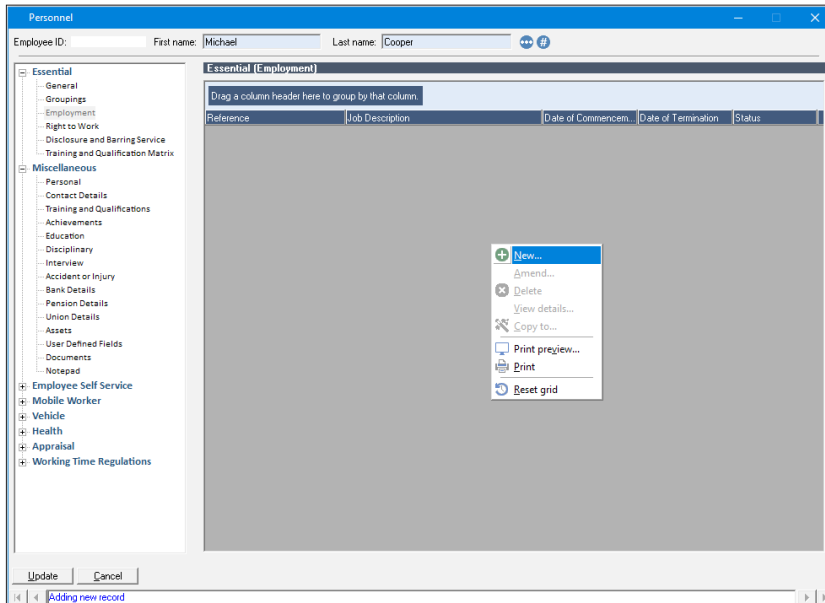 Personnel
Employee ID: First name: Michael Last name: Cooper
Essential
General
Groupings
Employment
Right to Work
Disclosure and Barring Service
Training and Qualification Matrix
Miscellaneous
Personal
Contact Details
Training and Qualifications
Achievements
Education
Disciplinary
Interview
Accident or Injury
Bank Details
Pension Details
Union Details
Assets
User Defined Fields
Documents
Notepad
Employee Self Service
Mobile Worker
Vehicle
Health
Appraisal
Working Time Regulations
Essential (Employment)
Drag a column header here to group by that column.
Reference Job Description Date of Commencem... Date of Termination Status
New...
Amend...
Delete
View details...
Copy to...
Print preview...
Print
Reset grid
Update Cancel
Adding new record